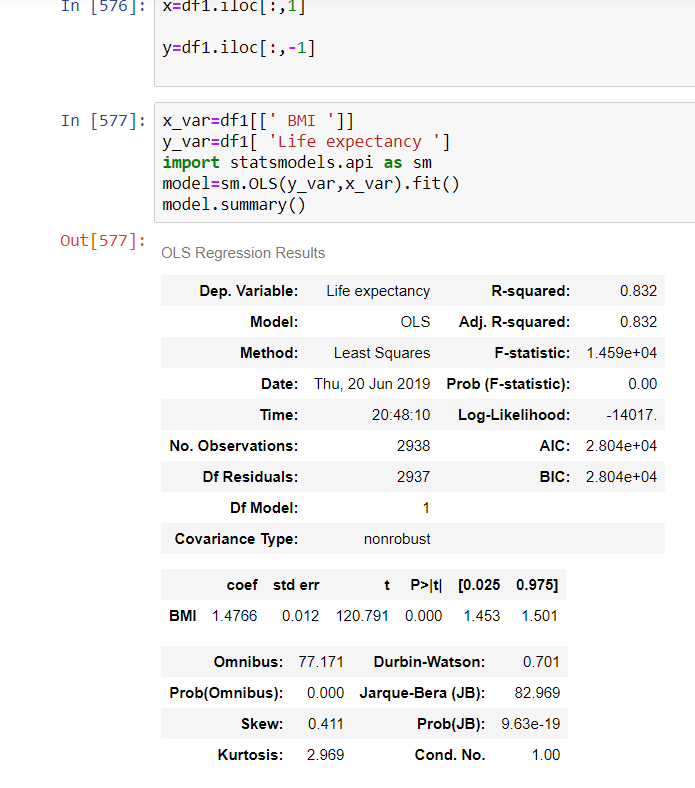 In [576]: x=df1.iloc[:,1]
y=df1.iloc[:,-1]
In [577]: x_var=df1[[' BMI ']]
y_var=df1[ 'Life expectancy ']
import statsmodels.api as sm
model=sm.OLS(y_var,x_var).fit()
model.summary()
Out[577]:
OLS Regression Results
Dep. Variable: Life expectancy R-squared: 0.832
Model: OLS Adj. R-squared: 0.832
Method: Least Squares F-statistic: 1.459e+04
Date: Thu, 20 Jun 2019 Prob (F-statistic): 0.00
Time: 20:48:10 Log-Likelihood: -14017.
No. Observations: 2938 AIC: 2.804e+04
Df Residuals: 2937 BIC: 2.804e+04
Df Model: 1
Covariance Type: nonrobust
coef std err t P>|t| [0.025 0.975]
BMI 1.4766 0.012 120.791 0.000 1.453 1.501
Omnibus: 77.171 Durbin-Watson: 0.701
Prob(Omnibus): 0.000 Jarque-Bera (JB): 82.969
Skew: 0.411 Prob(JB): 9.63e-19
Kurtosis: 2.969 Cond. No. 1.00